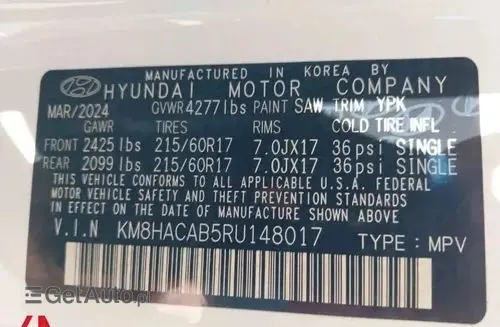 MANUFACTURED IN KOREA BY
HYUNDAI MOTOR COMPANY
MAR/2024 GVWR 4277lbs PAINT SAW TRIM YPK
GAWR TIRES RIMS COLD TIRE INFL
FRONT 2425lbs 215/60R17 7.0JX17 36psi SINGLE
REAR 2099lbs 215/60R17 7.0JX17 36psi SINGLE
THIS VEHICLE CONFORMS TO ALL APPLICABLE U.S.A. FEDERAL
MOTOR VEHICLE SAFETY, BUMPER, AND THEFT PREVENTION STANDARDS
IN EFFECT ON THE DATE OF MANUFACTURE SHOWN ABOVE.
V.I.N KM8HACAB5RU148017 TYPE: MPV
GetAuto.pl